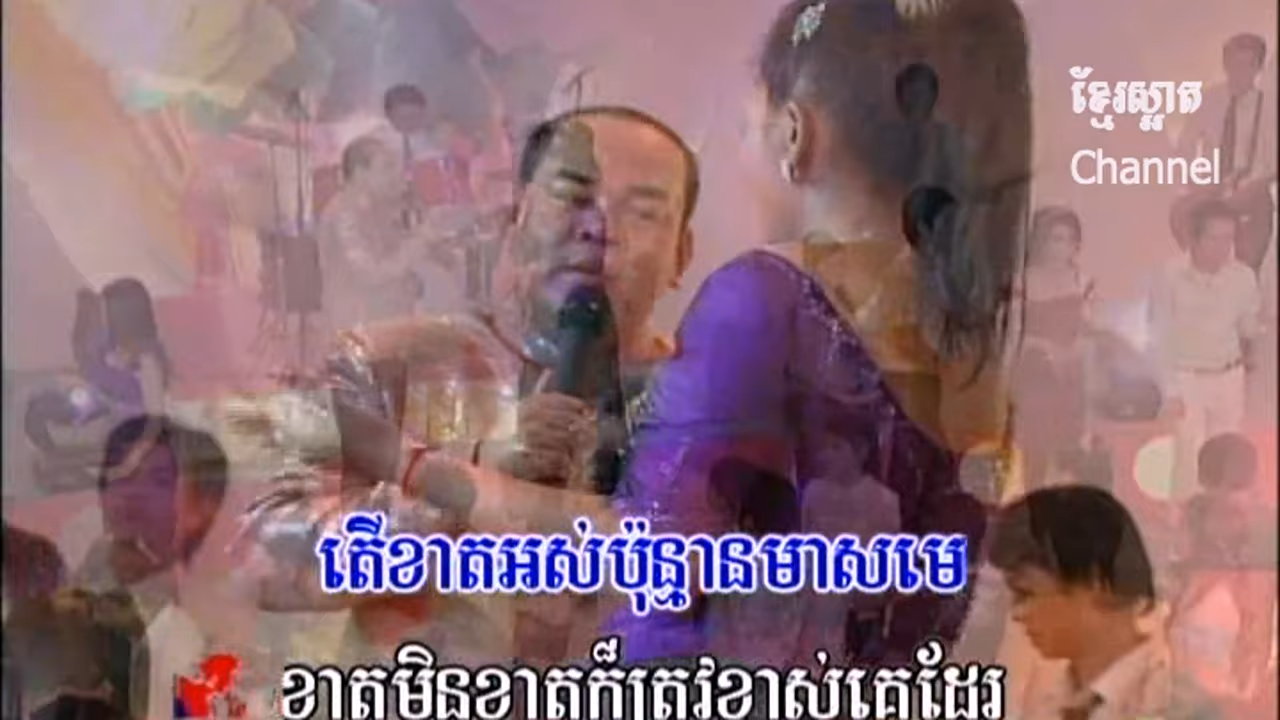 ខ្មែរស្អាត
Channel
តើខាតអស់ប៉ុន្មានមាសមេ
ខាតមិនខាតក៏ត្រូវខ្មាស់គេដែរ